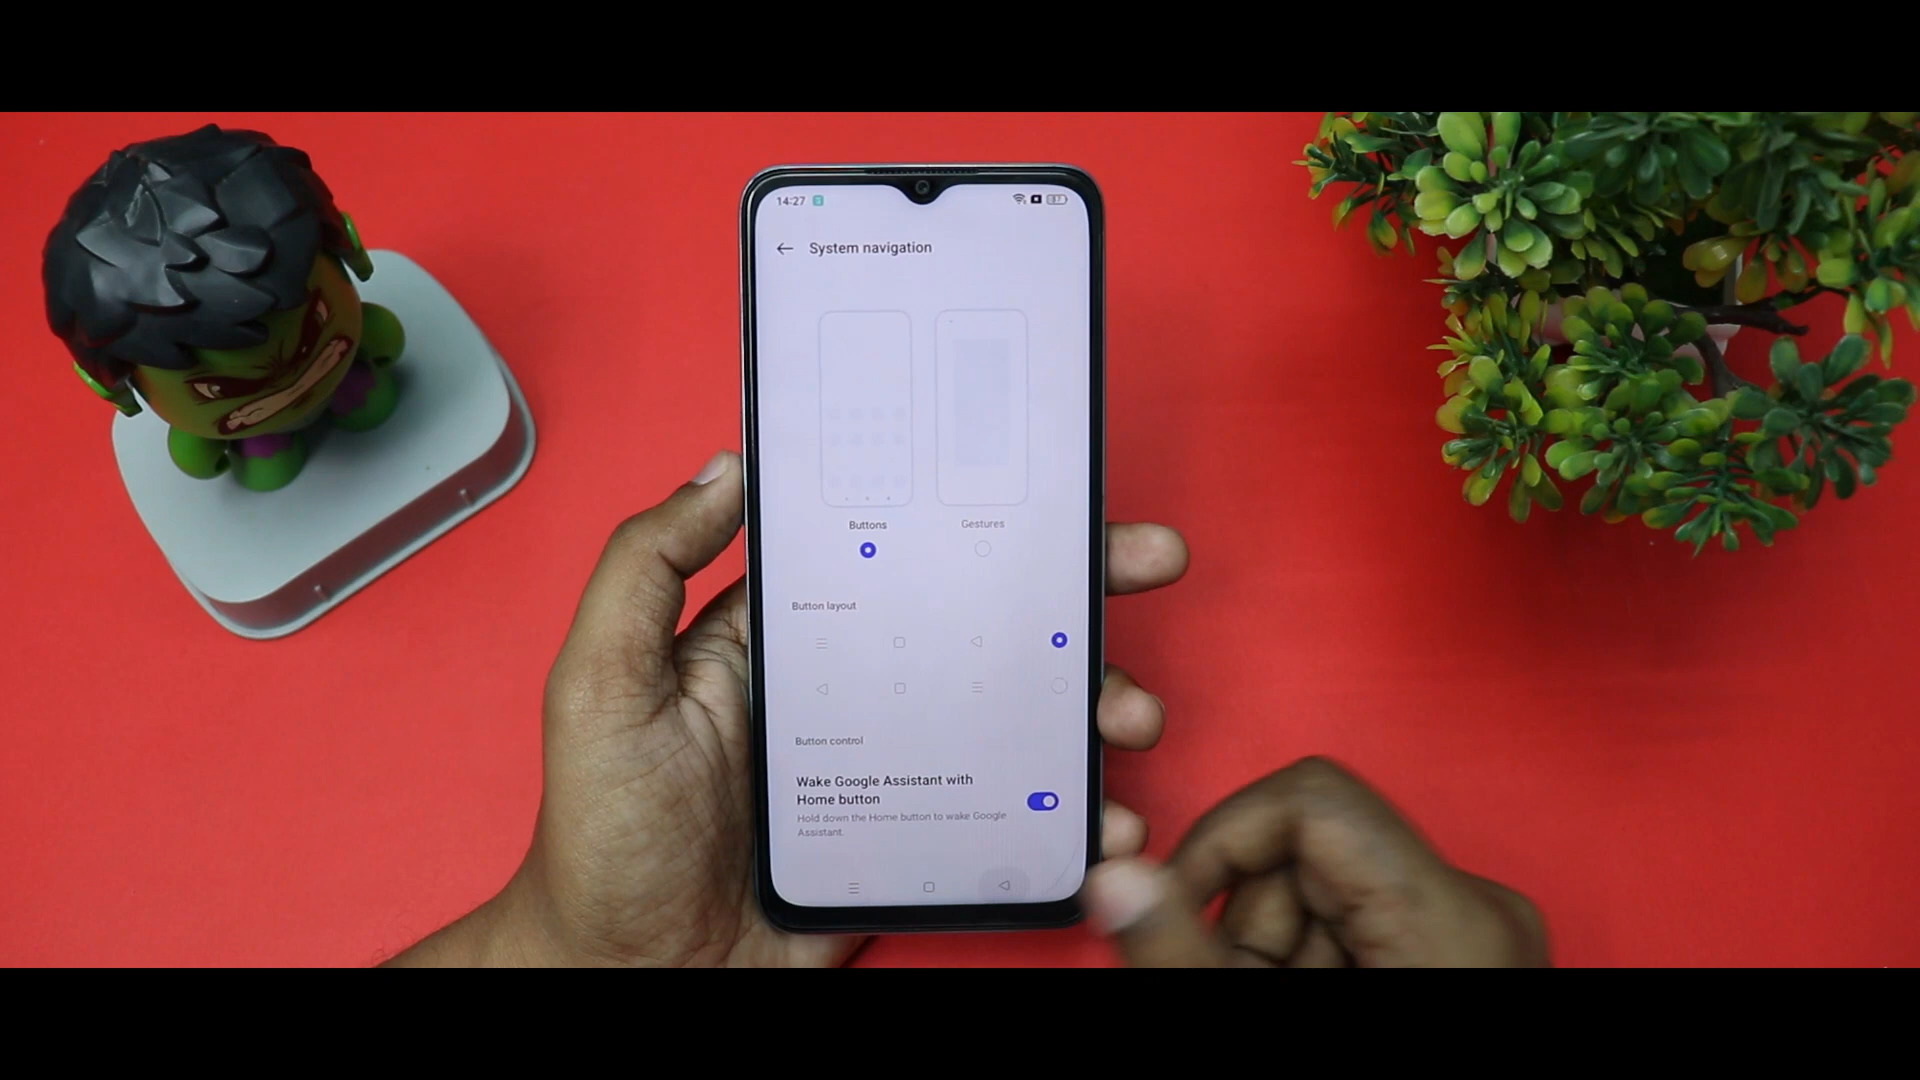 14:27
System navigation
Buttons
Gestures
Button layout
Button control
Wake Google Assistant with
Home button
Hold down the Home button to wake Google
Assistant.